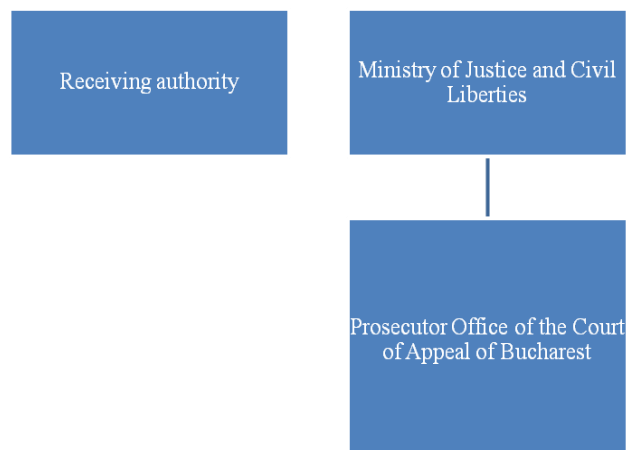 Receiving authority
Ministry of Justice and Civil
Liberties
Prosecutor Office of the Court
of Appeal of Bucharest